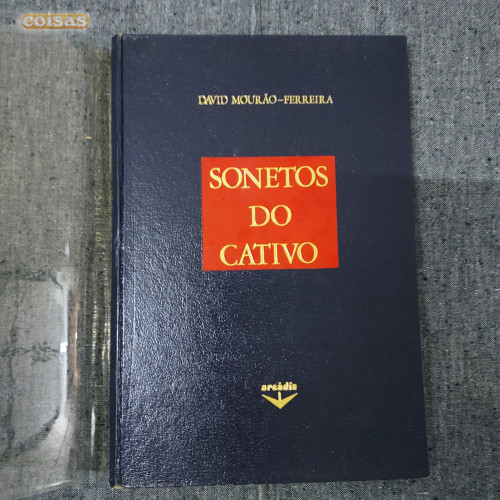 coisas
DAVID MOURÃO-FERREIRA
SONETOS
DO
CATIVO
arcádia